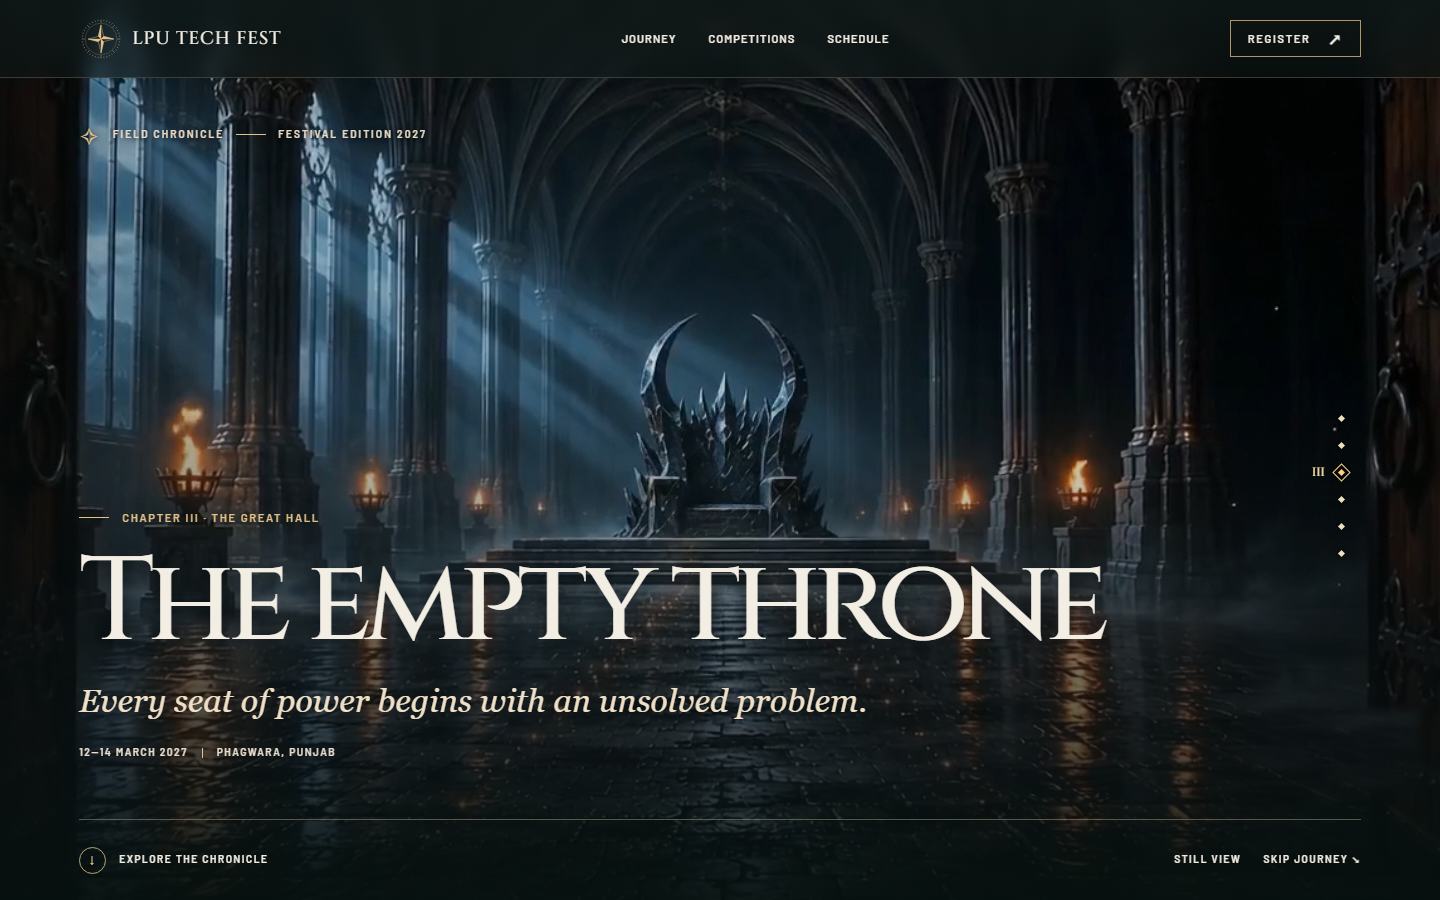 LPU TECH FEST
JOURNEY COMPETITIONS SCHEDULE
REGISTER ↗
FIELD CHRONICLE FESTIVAL EDITION 2027
III
CHAPTER III · THE GREAT HALL
THE EMPTY THRONE
Every seat of power begins with an unsolved problem.
12–14 MARCH 2027 | PHAGWARA, PUNJAB
↓ EXPLORE THE CHRONICLE
STILL VIEW SKIP JOURNEY ↘